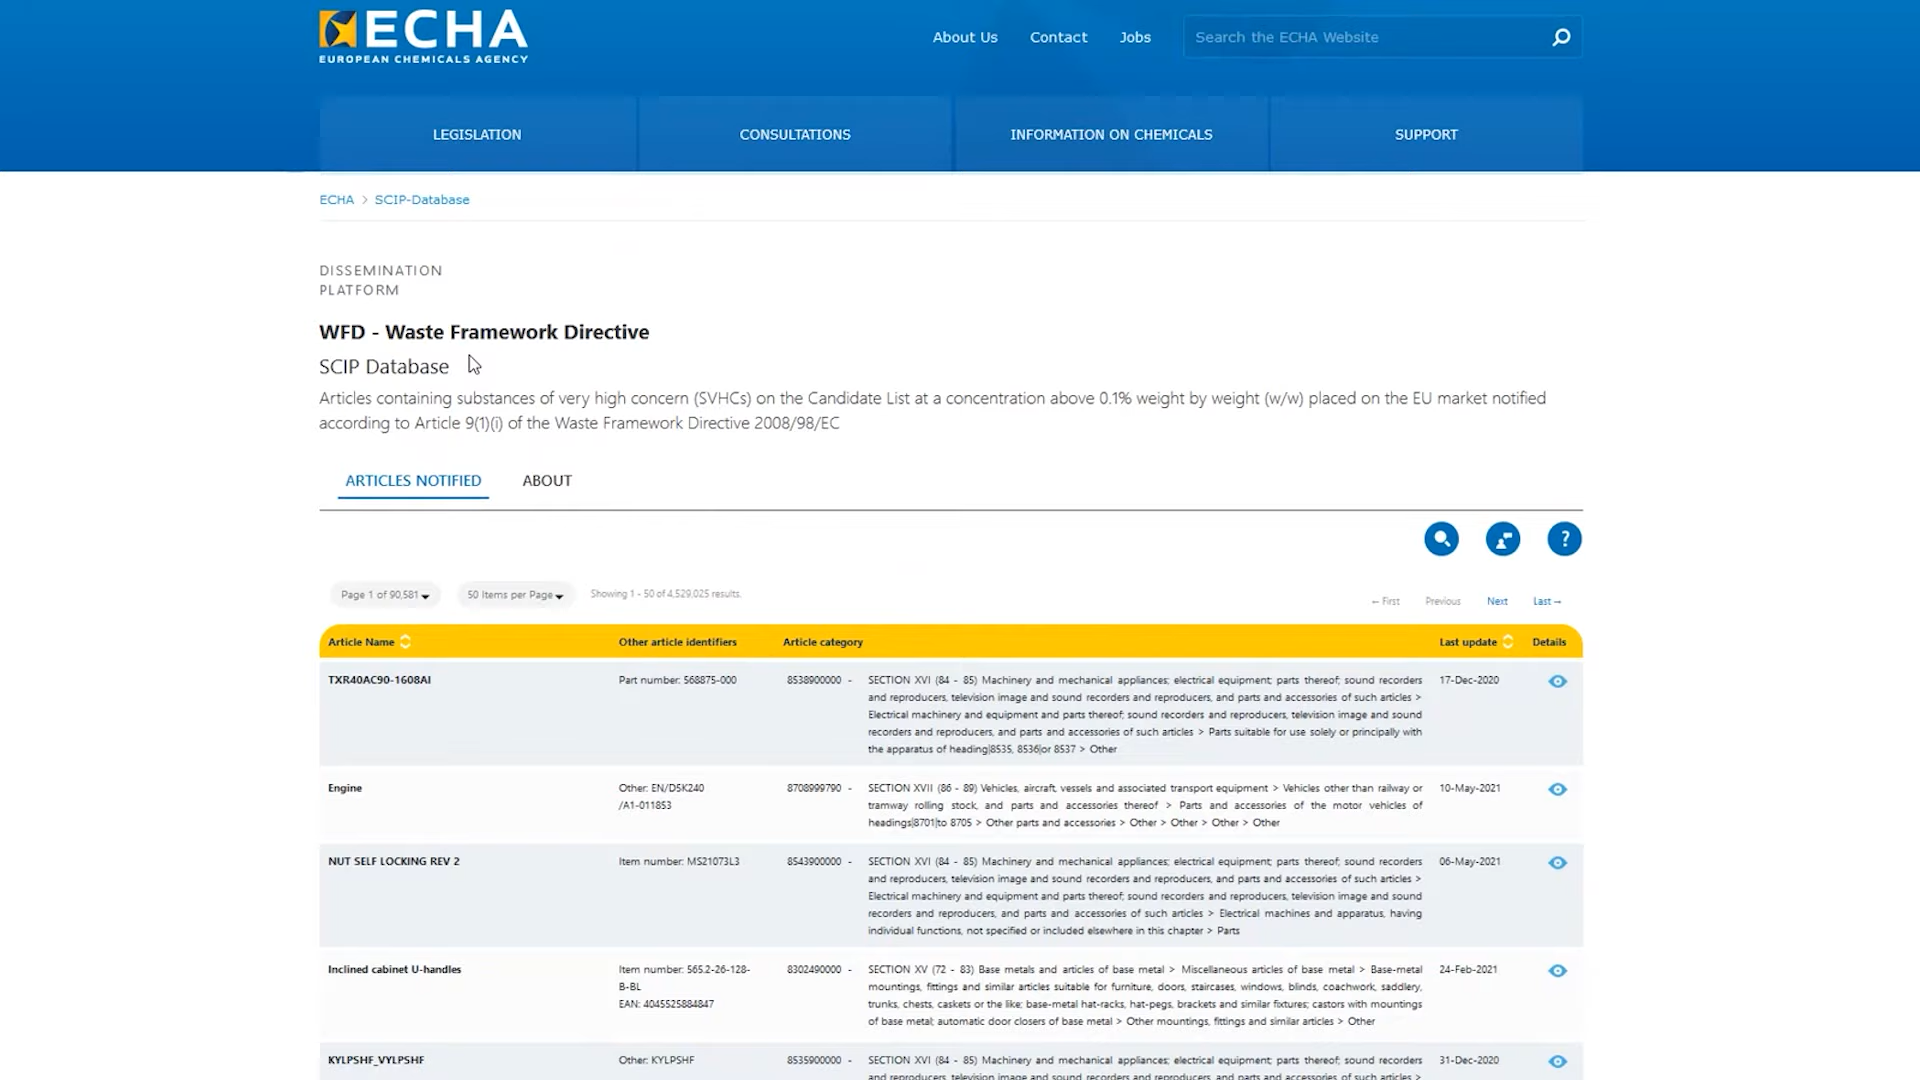 ECHA
EUROPEAN CHEMICALS AGENCY
About Us
Contact
Jobs
Search the ECHA Website
LEGISLATION
CONSULTATIONS
INFORMATION ON CHEMICALS
SUPPORT
ECHA > SCIP-Database
DISSEMINATION
PLATFORM
WFD - Waste Framework Directive
SCIP Database
Articles containing substances of very high concern (SVHCs) on the Candidate List at a concentration above 0.1% weight by weight (w/w) placed on the EU market notified
according to Article 9(1)(i) of the Waste Framework Directive 2008/98/EC
ARTICLES NOTIFIED
ABOUT
?
Page 1 of 90,581
50 Items per Page
Showing 1 - 50 of 4,529,025 results.
← First
Previous
Next
Last →
Article Name
Other article identifiers
Article category
Last update
Details
TXR40AC90-1608AI
Part number: 568875-000
8538900000 -
SECTION XVI (84 - 85) Machinery and mechanical appliances; electrical equipment; parts thereof; sound recorders
and reproducers, television image and sound recorders and reproducers, and parts and accessories of such articles >
Electrical machinery and equipment and parts thereof; sound recorders and reproducers, television image and sound
recorders and reproducers, and parts and accessories of such articles > Parts suitable for use solely or principally with
the apparatus of heading|8535, 8536|or 8537 > Other
17-Dec-2020
Engine
Other: EN/D5K240
/A1-011853
8708999790 -
SECTION XVII (86 - 89) Vehicles, aircraft, vessels and associated transport equipment > Vehicles other than railway or
tramway rolling stock, and parts and accessories thereof > Parts and accessories of the motor vehicles of
headings|8701|to 8705 > Other parts and accessories > Other > Other > Other > Other
10-May-2021
NUT SELF LOCKING REV 2
Item number: MS21073L3
8543900000 -
SECTION XVI (84 - 85) Machinery and mechanical appliances; electrical equipment; parts thereof; sound recorders
and reproducers, television image and sound recorders and reproducers, and parts and accessories of such articles >
Electrical machinery and equipment and parts thereof; sound recorders and reproducers, television image and sound
recorders and reproducers, and parts and accessories of such articles > Electrical machines and apparatus, having
individual functions, not specified or included elsewhere in this chapter > Parts
06-May-2021
Inclined cabinet U-handles
Item number: 565.2-26-128-
B-BL
EAN: 4045525884847
8302490000 -
SECTION XV (72 - 83) Base metals and articles of base metal > Miscellaneous articles of base metal > Base-metal
mountings, fittings and similar articles suitable for furniture, doors, staircases, windows, blinds, coachwork, saddlery,
trunks, chests, caskets or the like; base-metal hat-racks, hat-pegs, brackets and similar fixtures; castors with mountings
of base metal; automatic door closers of base metal > Other mountings, fittings and similar articles > Other
24-Feb-2021
KYLPSHF_VYLPSHF
Other: KYLPSHF
8535900000 -
SECTION XVI (84 - 85) Machinery and mechanical appliances; electrical equipment; parts thereof; sound recorders
and reproducers, television image and sound recorders and reproducers, and parts and accessories of such articles >
31-Dec-2020